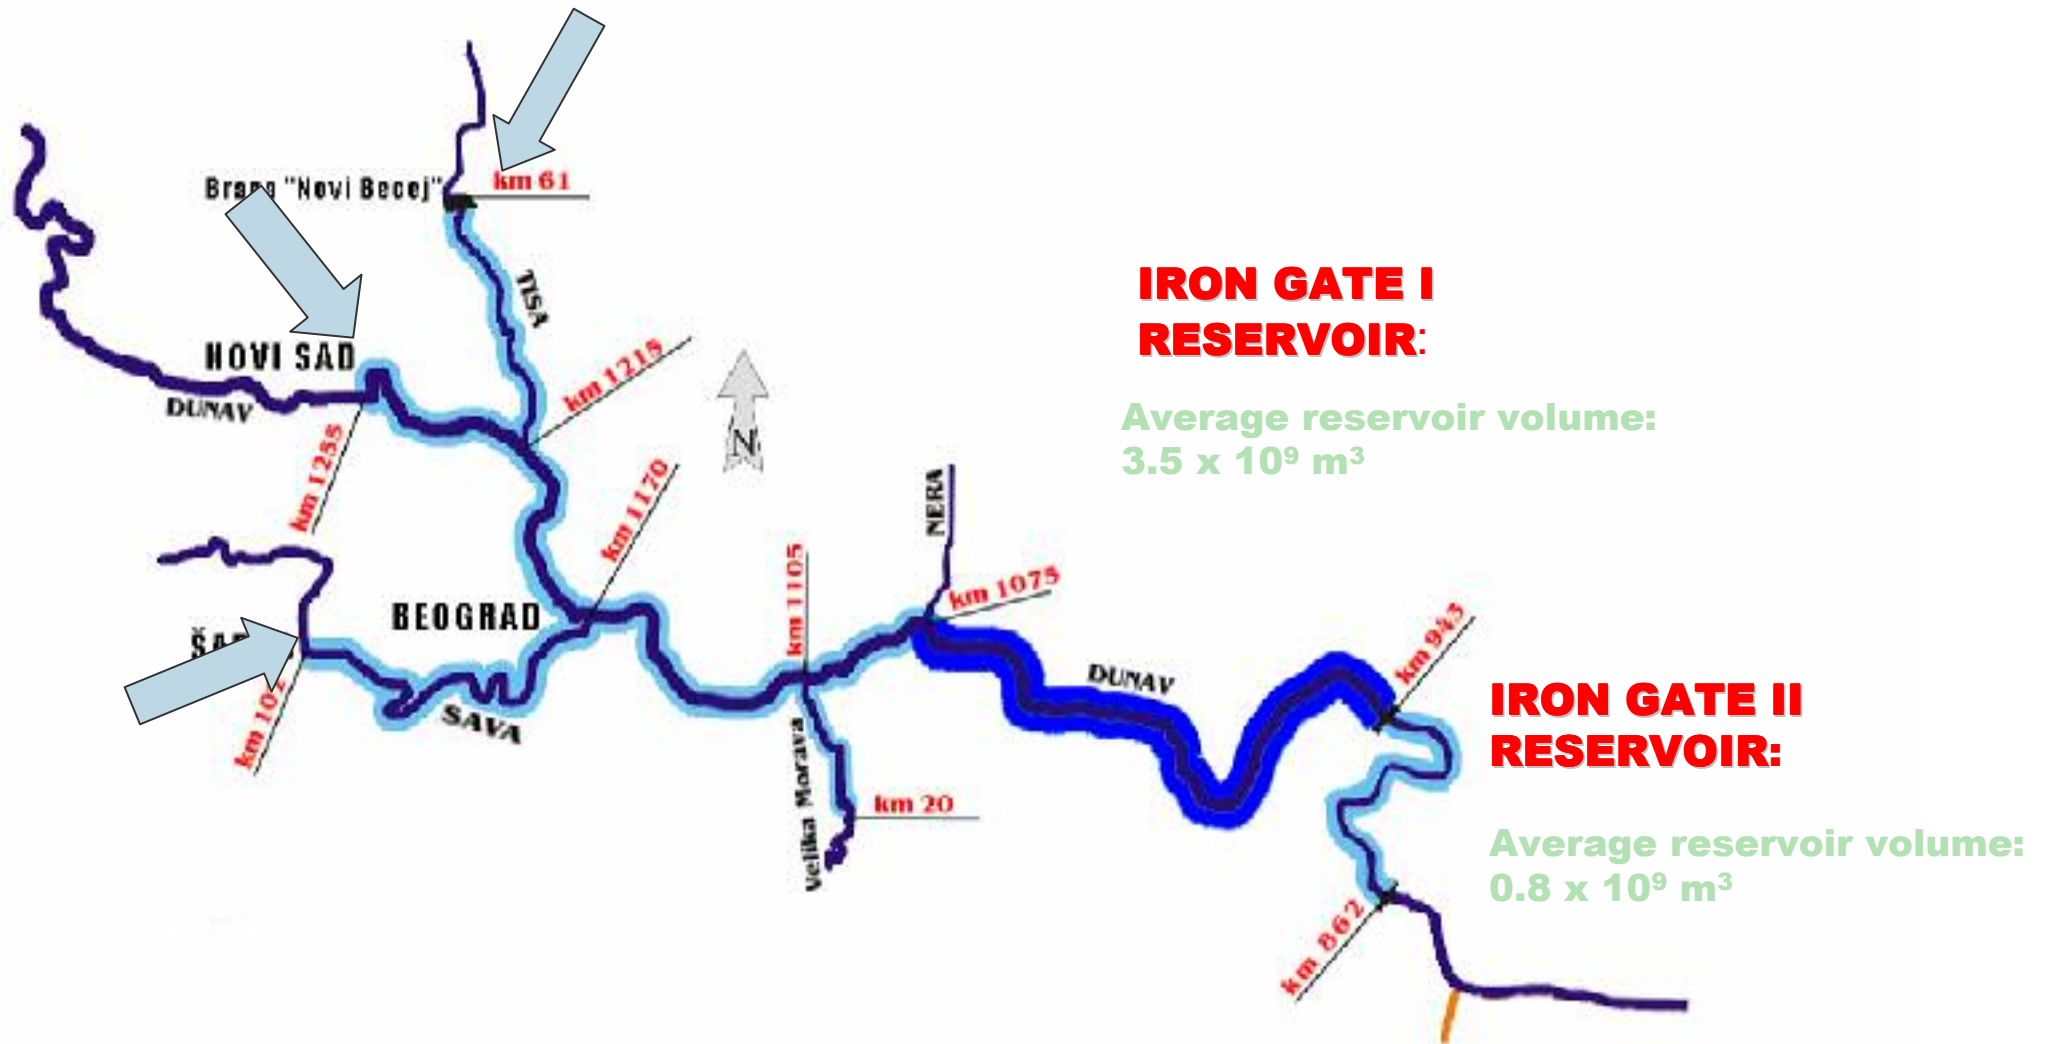 Brana "Novi Becej"
km 61
TISA
NOVI SAD
DUNAV
km 1255
km 1215
N
km 1170
BEOGRAD
km 102
SAVA
km 1105
Velika Morava
km 20
NERA
km 1075
DUNAV
km 943
km 862
IRON GATE I
RESERVOIR:
Average reservoir volume:
3.5 x 10⁹ m³
IRON GATE II
RESERVOIR:
Average reservoir volume:
0.8 x 10⁹ m³